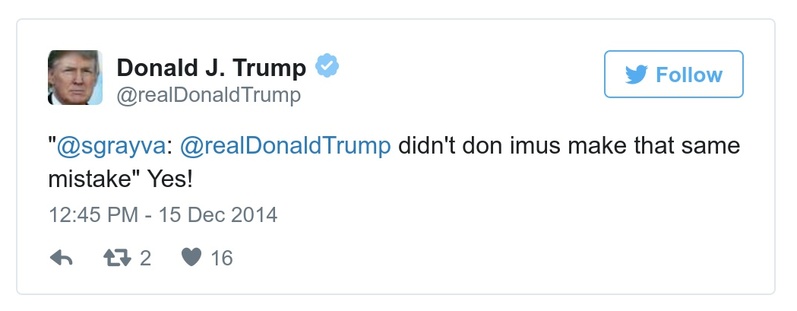 Donald J. Trump
Follow
@realDonaldTrump
"@sgrayva: @realDonaldTrump didn't don imus make that same
mistake" Yes!
12:45 PM - 15 Dec 2014
2 16